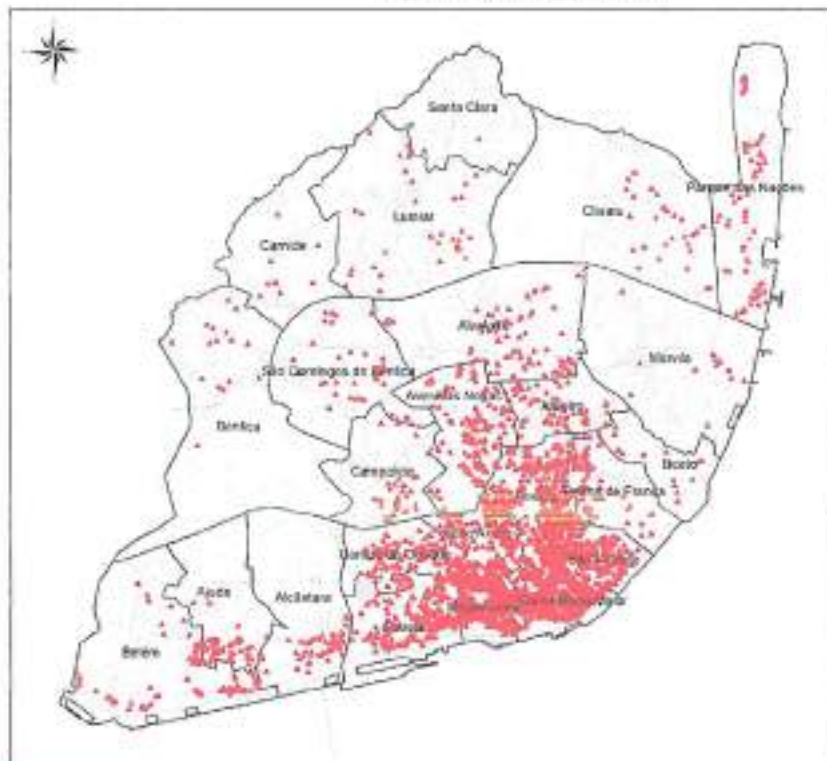 Santa Clara
Parque das Nações
Lumiar
Olivais
Carnide
Alvalade
Marvila
São Domingos de Benfica
Avenidas Novas
Areeiro
Benfica
Beato
Campolide
Penha de França
Campo de Ourique
Ajuda
Alcântara
Santa Maria Maior
Estrela
Belém